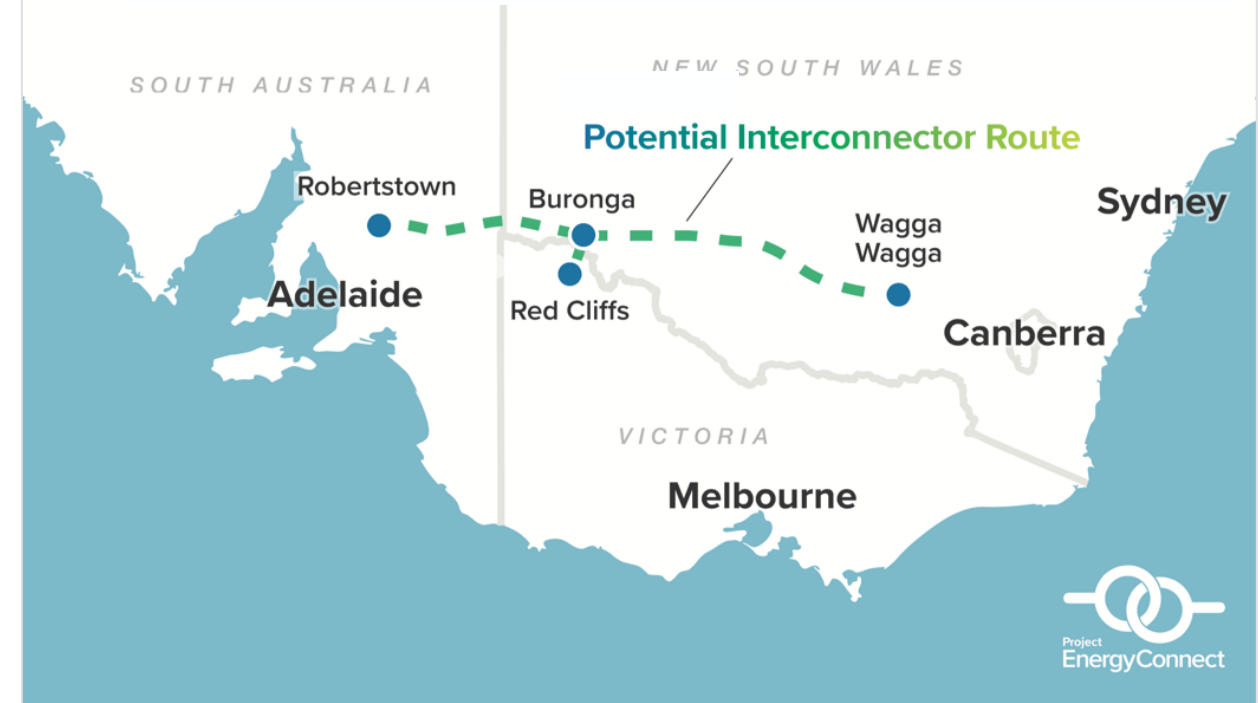 SOUTH AUSTRALIA
NEW SOUTH WALES
Potential Interconnector Route
Robertstown
Buronga
Wagga
Wagga
Sydney
Adelaide
Red Cliffs
Canberra
VICTORIA
Melbourne
Project
EnergyConnect